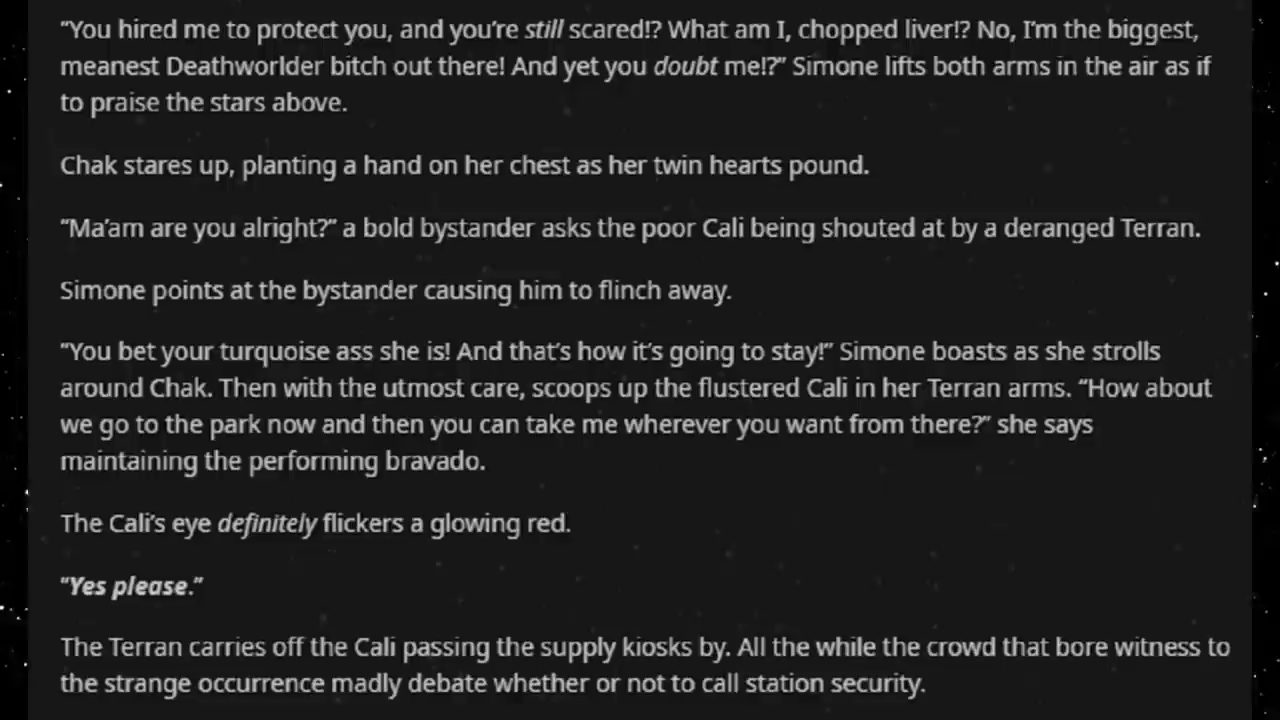 “You hired me to protect you, and you’re still scared!? What am I, chopped liver!? No, I’m the biggest,
meanest Deathworlder bitch out there! And yet you doubt me!?” Simone lifts both arms in the air as if
to praise the stars above.
Chak stares up, planting a hand on her chest as her twin hearts pound.
“Ma’am are you alright?” a bold bystander asks the poor Cali being shouted at by a deranged Terran.
Simone points at the bystander causing him to flinch away.
“You bet your turquoise ass she is! And that’s how it’s going to stay!” Simone boasts as she strolls
around Chak. Then with the utmost care, scoops up the flustered Cali in her Terran arms. “How about
we go to the park now and then you can take me wherever you want from there?” she says
maintaining the performing bravado.
The Cali’s eye definitely flickers a glowing red.
“Yes please.”
The Terran carries off the Cali passing the supply kiosks by. All the while the crowd that bore witness to
the strange occurrence madly debate whether or not to call station security.